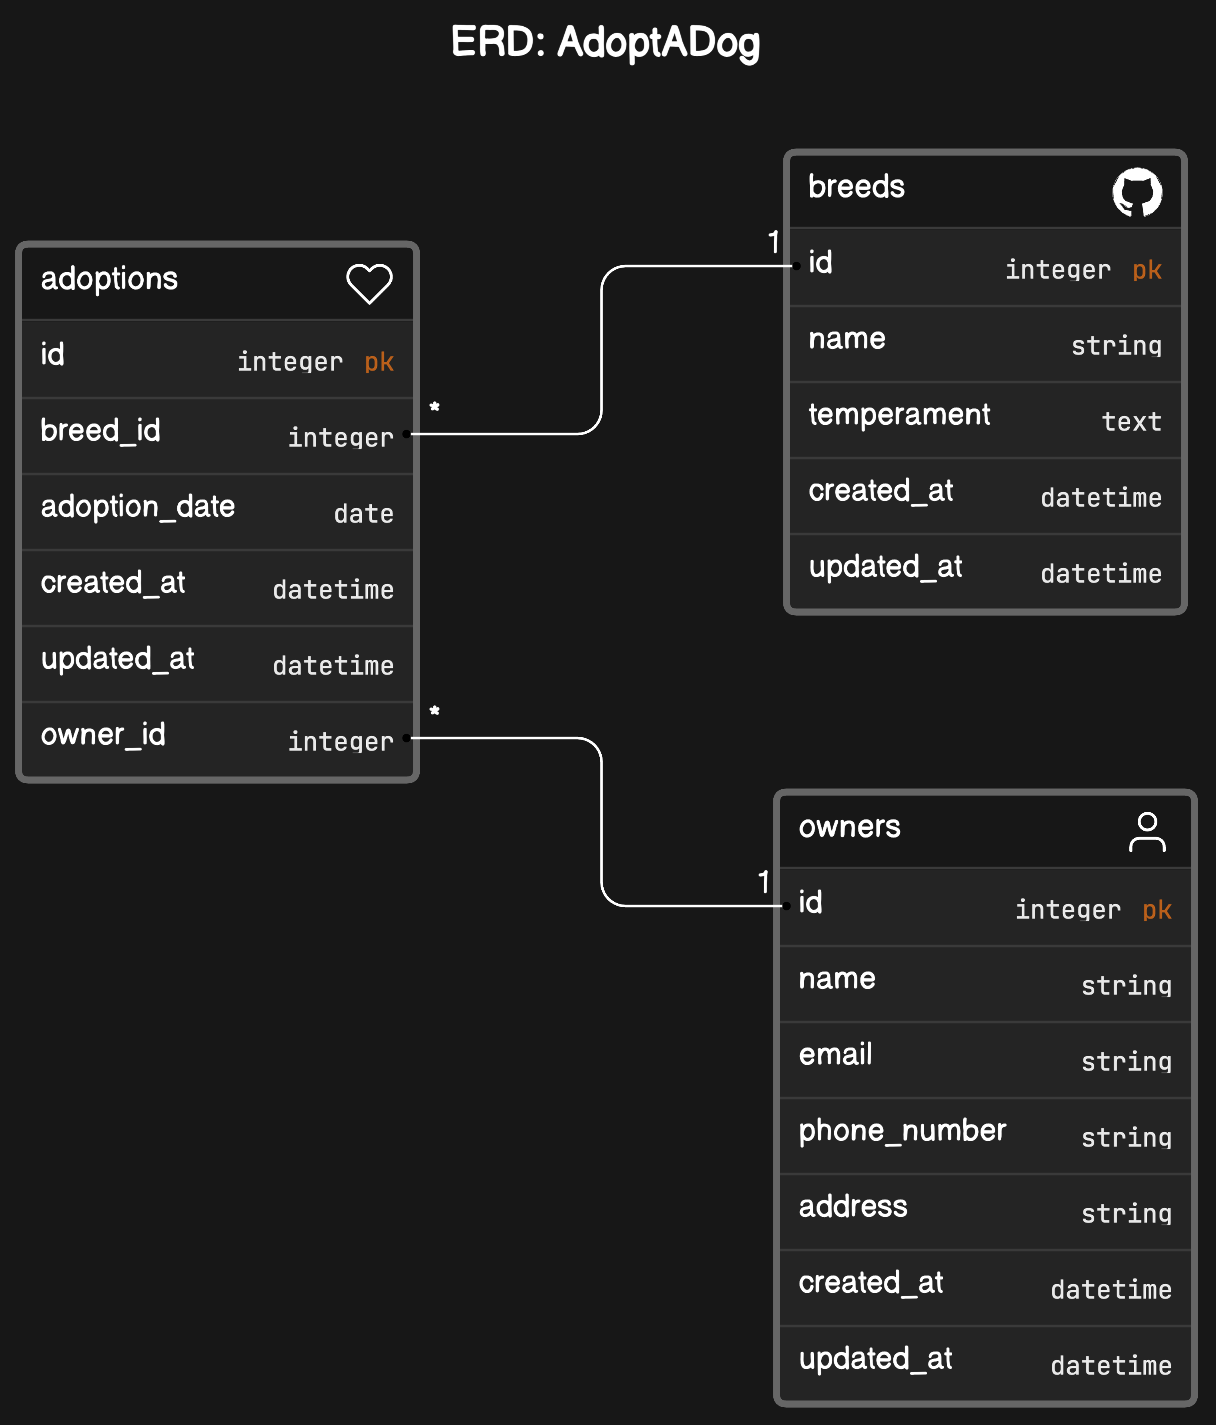 ERD: AdoptADog
adoptions
id integer pk
breed_id integer
adoption_date date
created_at datetime
updated_at datetime
owner_id integer
*
*
1
breeds
id integer pk
name string
temperament text
created_at datetime
updated_at datetime
1
owners
id integer pk
name string
email string
phone_number string
address string
created_at datetime
updated_at datetime